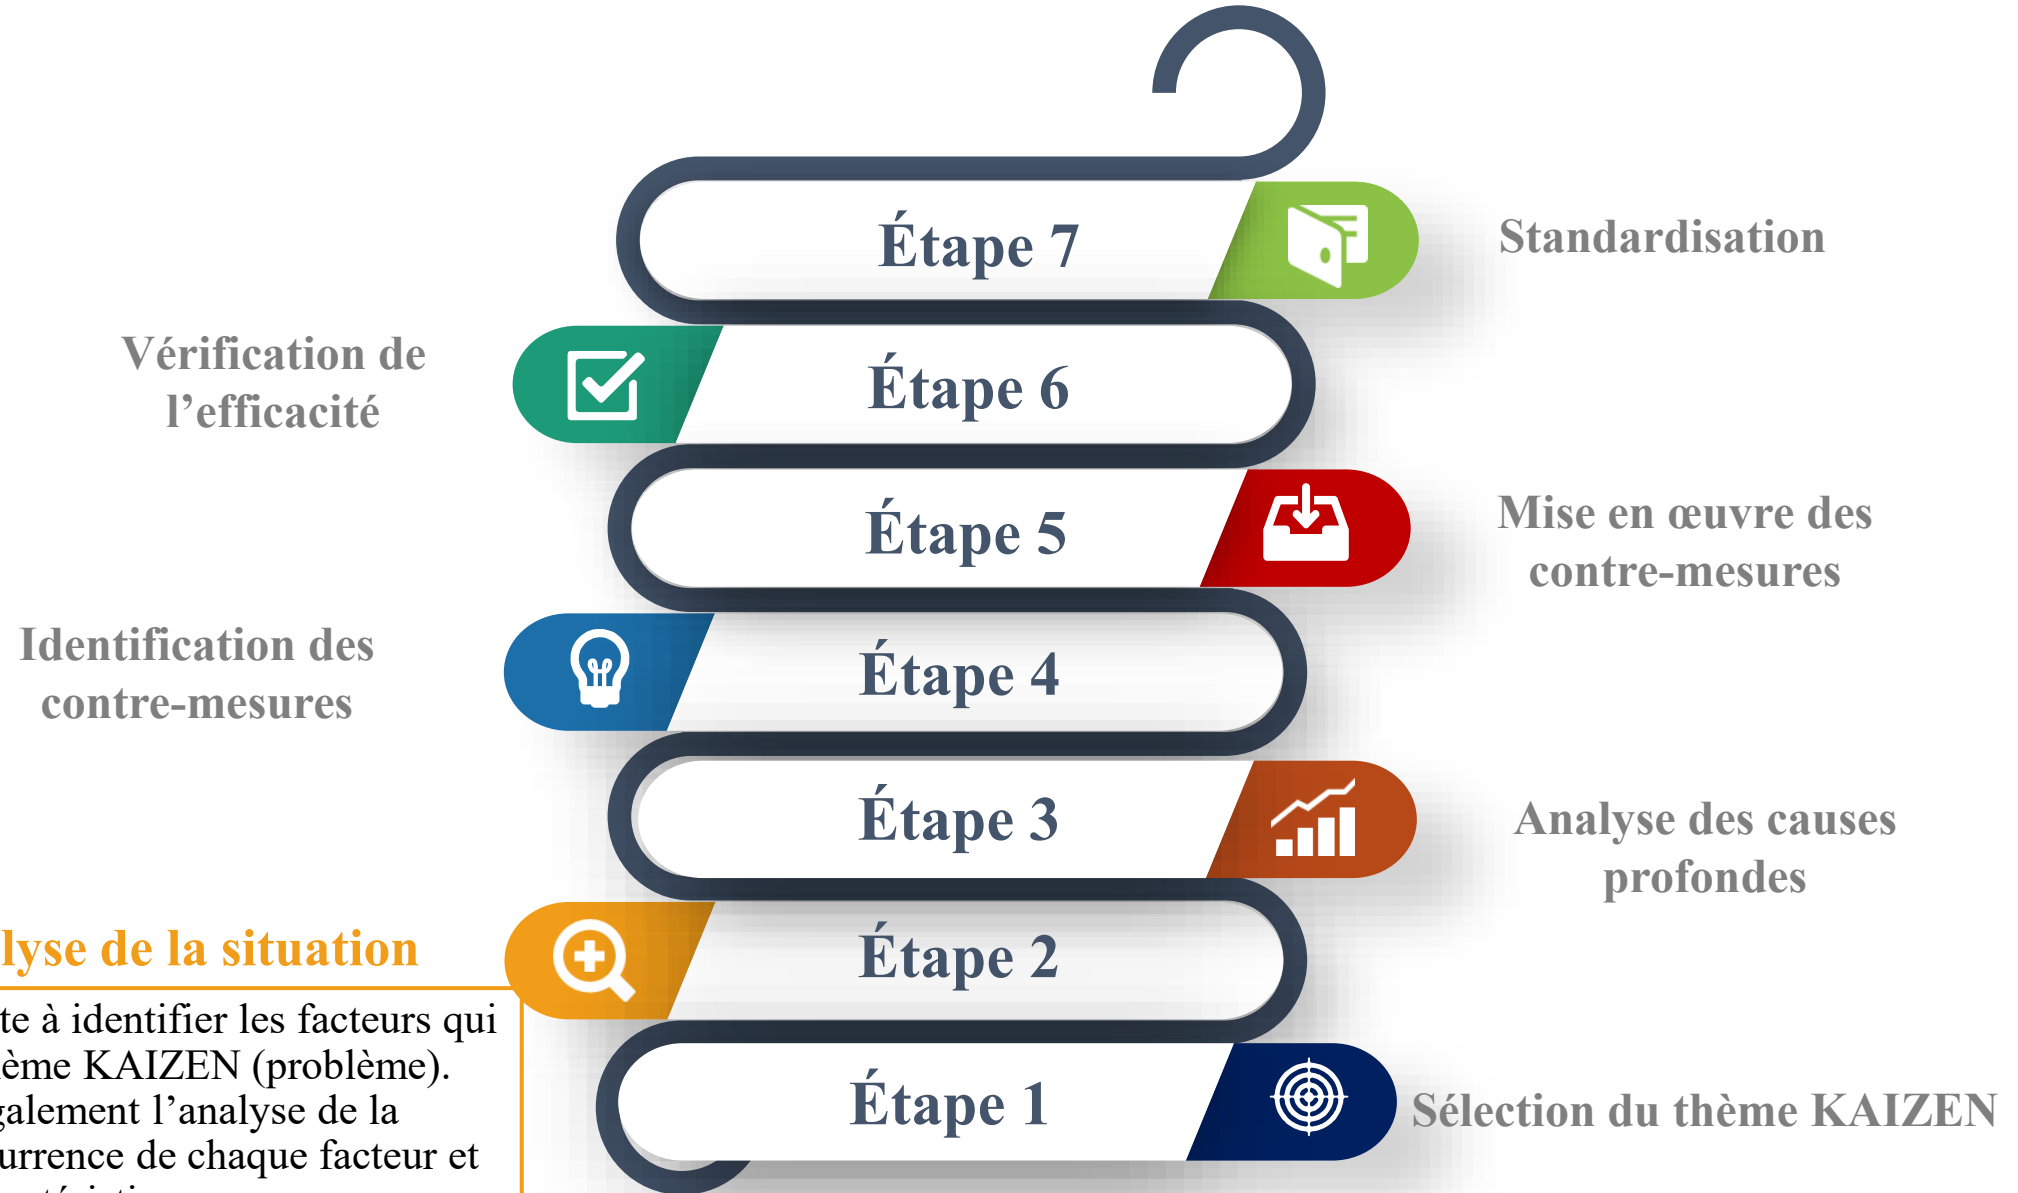 Étape 7
Standardisation
Vérification de
l’efficacité
Étape 6
Étape 5
Mise en œuvre des
contre-mesures
Identification des
contre-mesures
Étape 4
Étape 3
Analyse des causes
profondes
lyse de la situation
Étape 2
te à identifier les facteurs qui
ème KAIZEN (problème).
galement l’analyse de la
urrence de chaque facteur et
Étape 1
Sélection du thème KAIZEN